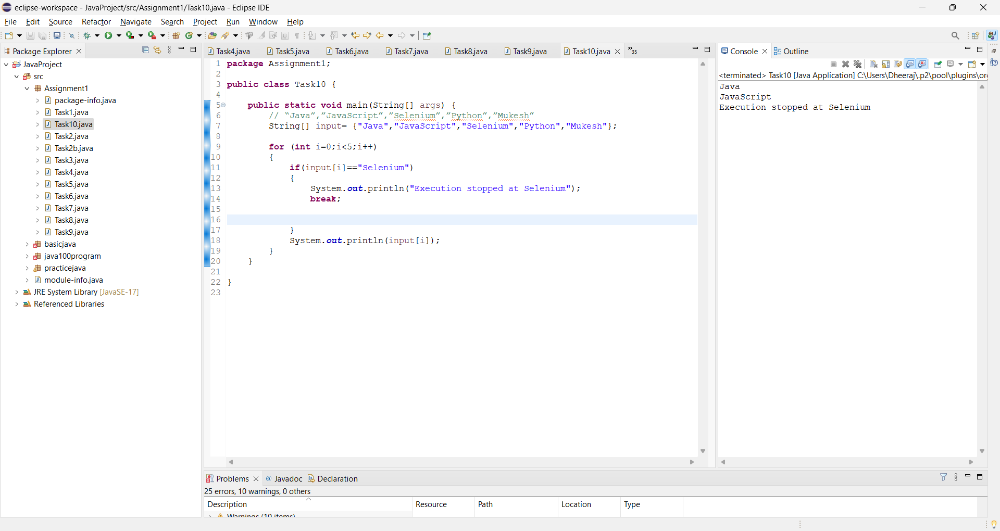 eclipse-workspace - JavaProject/src/Assignment1/Task10.java - Eclipse IDE
File Edit Source Refactor Navigate Search Project Run Window Help
Package Explorer
JavaProject
src
Assignment1
package-info.java
Task1.java
Task10.java
Task2.java
Task2b.java
Task3.java
Task4.java
Task5.java
Task6.java
Task7.java
Task8.java
Task9.java
basicjava
java100program
practicejava
module-info.java
JRE System Library [JavaSE-17]
Referenced Libraries
Task4.java Task5.java Task6.java Task7.java Task8.java Task9.java Task10.java »35
1 package Assignment1;
2
3 public class Task10 {
4
5 public static void main(String[] args) {
6 // “Java”,”JavaScript”,”Selenium”,”Python”,”Mukesh”
7 String[] input= {"Java","JavaScript","Selenium","Python","Mukesh"};
8
9 for (int i=0;i<5;i++)
10 {
11 if(input[i]=="Selenium")
12 {
13 System.out.println("Execution stopped at Selenium");
14 break;
15
16
17 }
18 System.out.println(input[i]);
19 }
20 }
21
22 }
23
Console Outline
<terminated> Task10 [Java Application] C:\Users\Dheeraj\.p2\pool\plugins\or
Java
JavaScript
Execution stopped at Selenium
Problems @ Javadoc Declaration
25 errors, 10 warnings, 0 others
Description Resource Path Location Type
Warnings (10 items)